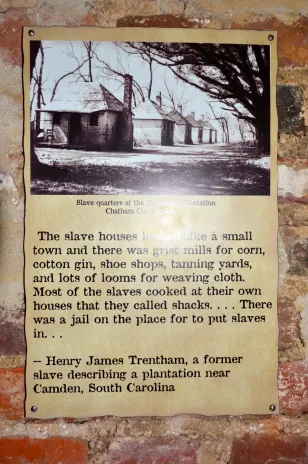 Slave quarters at the Plantation
Chatham
The slave houses like a small
town and there was grist mills for corn,
cotton gin, shoe shops, tanning yards,
and lots of looms for weaving cloth.
Most of the slaves cooked at their own
houses that they called shacks. . . . There
was a jail on the place for to put slaves
in. . .
– Henry James Trentham, a former
slave describing a plantation near
Camden, South Carolina